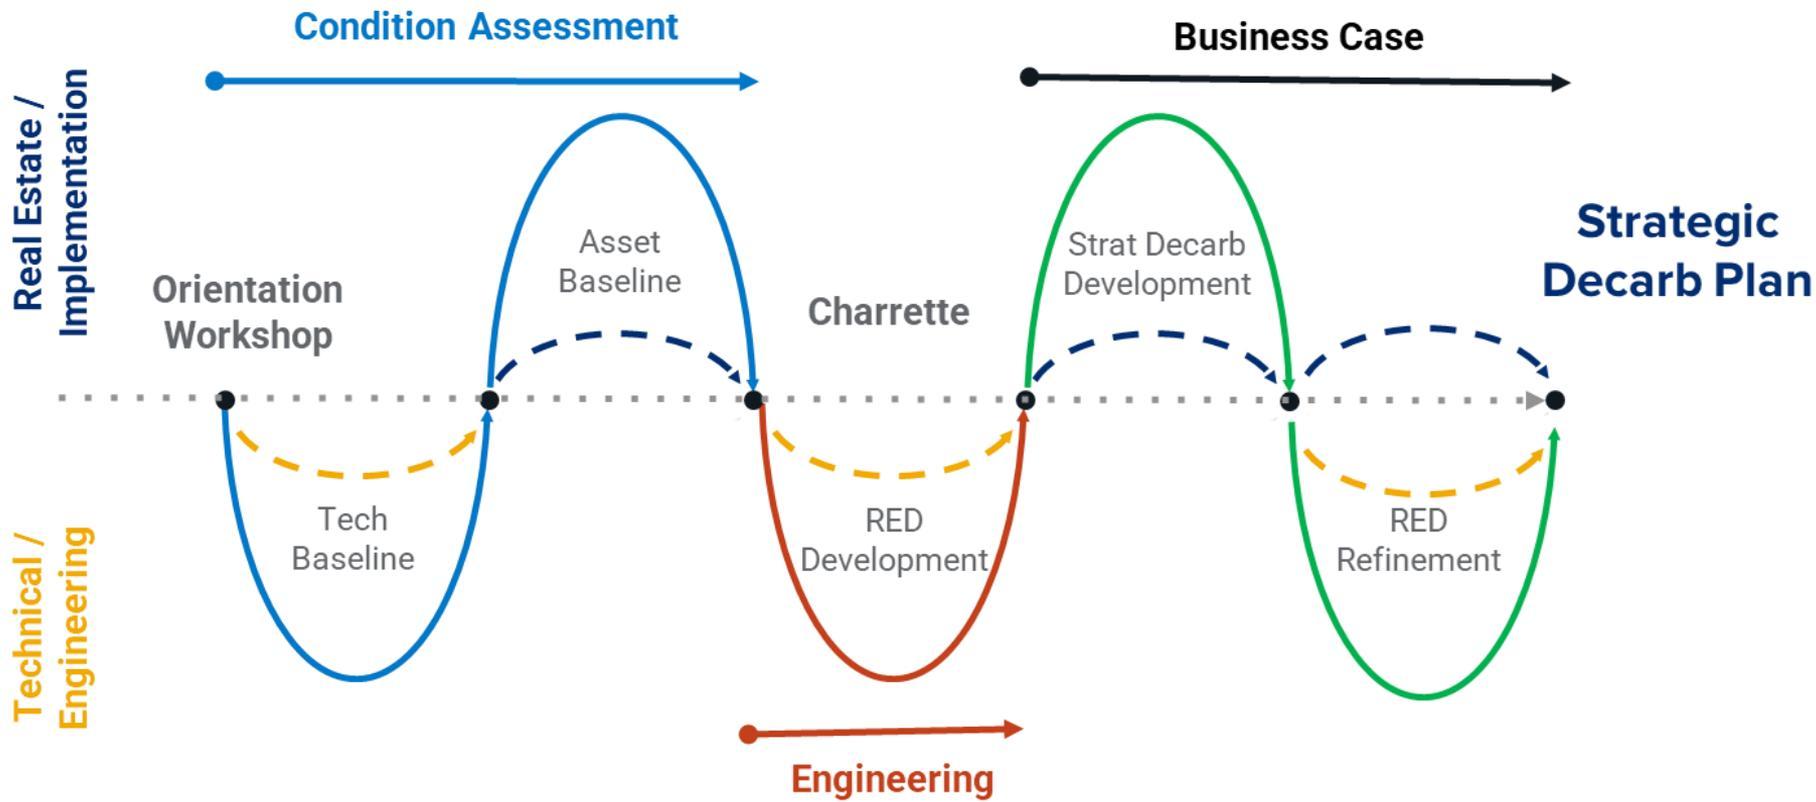 Condition Assessment
Business Case
Real Estate /
Implementation
Orientation
Workshop
Asset
Baseline
Charrette
Strat Decarb
Development
Strategic
Decarb Plan
Technical /
Engineering
Tech
Baseline
RED
Development
RED
Refinement
Engineering